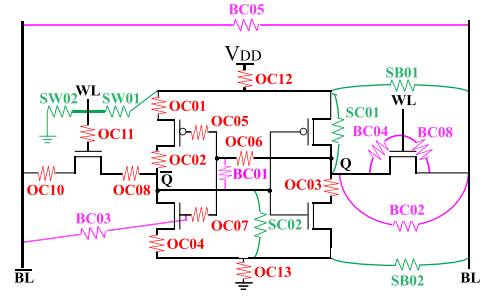 BC05
VDD
SB01
OC12
SW02 SW01
WL
OC01
SC01
WL
OC11
OC05
OC06
BC04
BC08
OC02
BC01
Q
OC10
OC08
Q
OC03
BC03
OC07
SC02
BC02
OC04
OC13
SB02
BL
BL